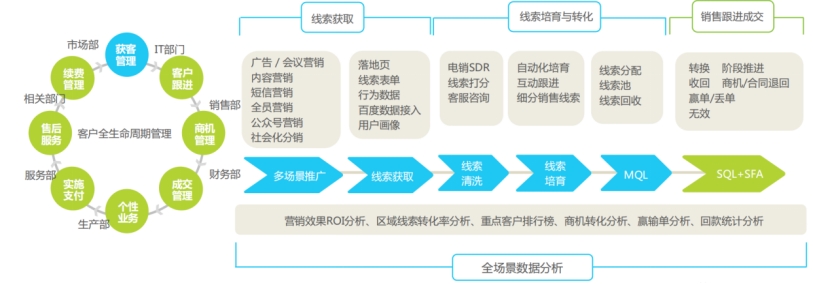 市场部
获客
管理
IT部门
客户
跟进
销售部
商机
管理
财务部
成交
管理
个性
业务
生产部
实施
支付
服务部
售后
服务
相关部门
续费
管理
客户全生命周期管理
线索获取
线索培育与转化
销售跟进成交
广告 / 会议营销
内容营销
短信营销
全员营销
公众号营销
社会化分销
落地页
线索表单
行为数据
百度数据接入
用户画像
电销SDR
线索打分
客服咨询
自动化培育
互动跟进
细分销售线索
线索分配
线索池
线索回收
转换 阶段推进
收回 商机/合同退回
赢单/丢单
无效
多场景推广
线索获取
线索
清洗
线索
培育
MQL
SQL+SFA
营销效果ROI分析、区域线索转化率分析、重点客户排行榜、商机转化分析、赢输单分析、回款统计分析
全场景数据分析